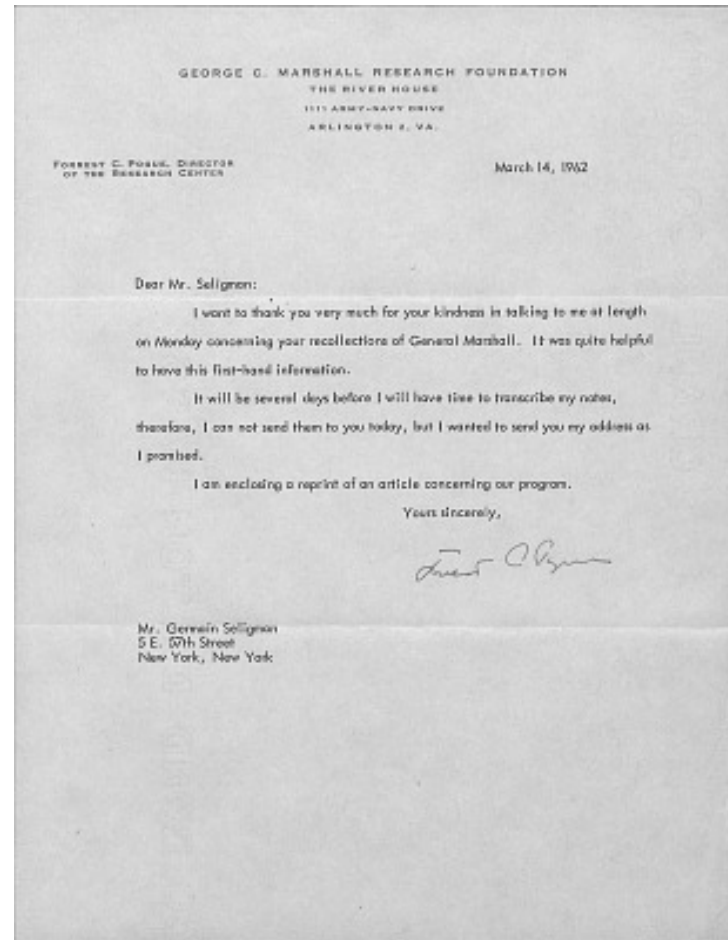 GEORGE C. MARSHALL RESEARCH FOUNDATION
THE RIVER HOUSE
1111 ARMY-NAVY DRIVE
ARLINGTON 2, VA.
FORREST C. POGUE, DIRECTOR
OF THE RESEARCH CENTER
March 14, 1962
Dear Mr. Seligman:
I want to thank you very much for your kindness in talking to me at length
on Monday concerning your recollections of General Marshall. It was quite helpful
to have this first-hand information.
It will be several days before I will have time to transcribe my notes,
therefore, I can not send them to you today, but I wanted to send you my address as
I promised.
I am enclosing a reprint of an article concerning our program.
Yours sincerely,
Forrest C Pogue
Mr. Germain Seligman
5 E. 57th Street
New York, New York